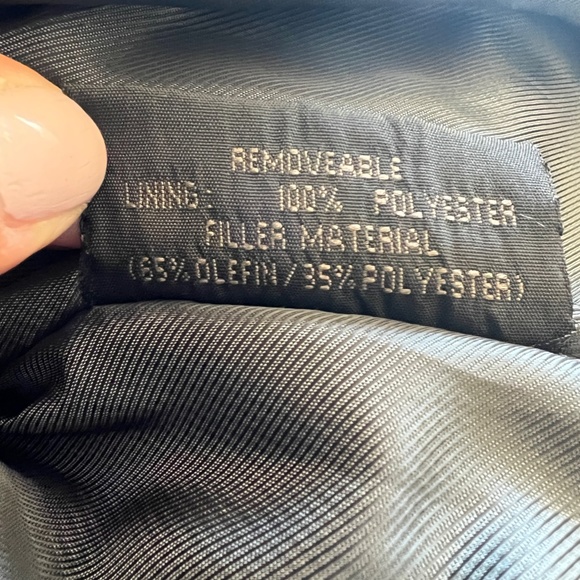 REMOVEABLE
LINING: 100% POLYESTER
FILLER MATERIAL
(65% OLEFIN/35% POLYESTER)